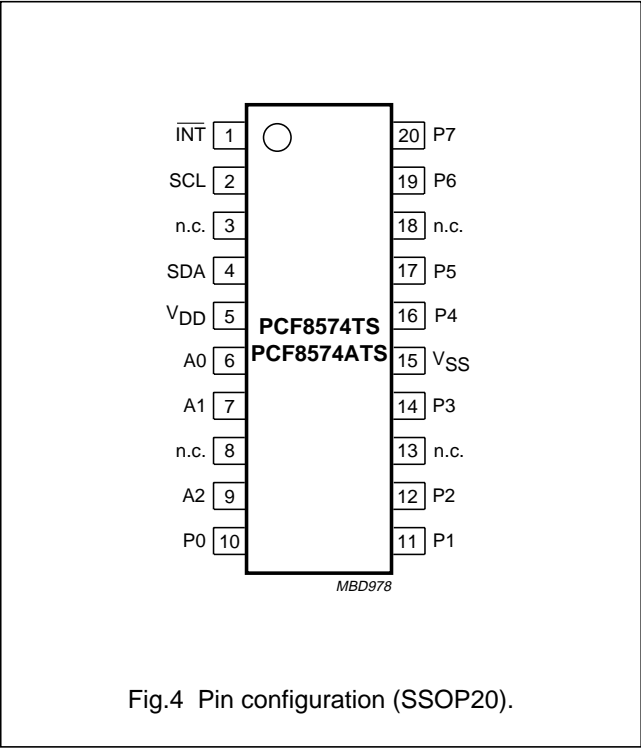 INT 1 20 P7
SCL 2 19 P6
n.c. 3 18 n.c.
SDA 4 17 P5
VDD 5 16 P4
PCF8574TS
A0 6 PCF8574ATS 15 VSS
A1 7 14 P3
n.c. 8 13 n.c.
A2 9 12 P2
P0 10 11 P1
MBD978
Fig.4 Pin configuration (SSOP20).